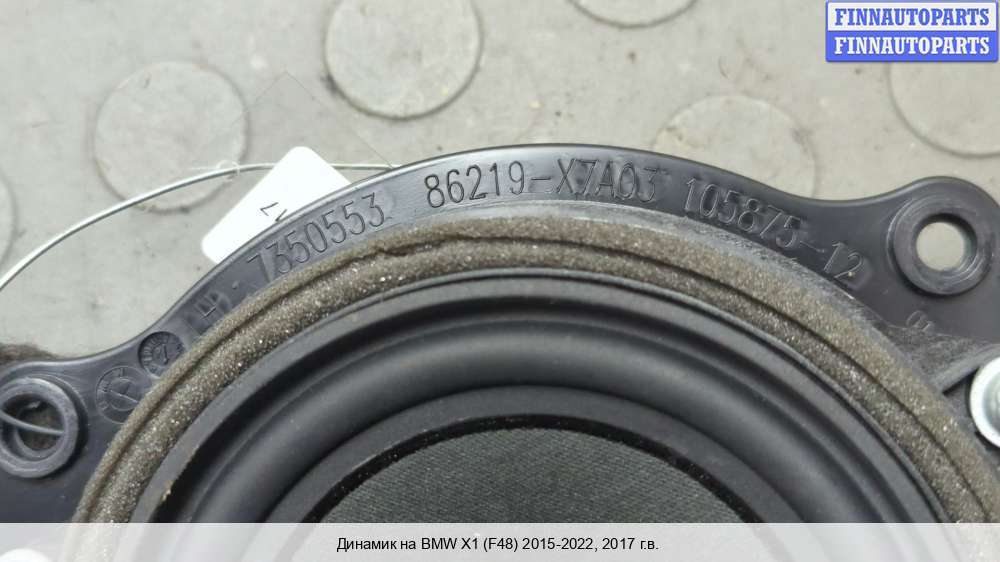 FINNAUTOPARTS
FINNAUTOPARTS
7350553 86219-X7A03 105875-12
Динамик на BMW X1 (F48) 2015-2022, 2017 г.в.